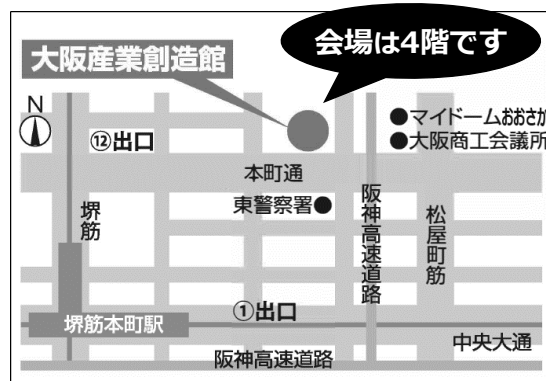 会場は4階です
大阪産業創造館
N
⑫出口
●マイドームおおさか
●大阪商工会議所
本町通
東警察署●
堺筋
阪神高速道路
松屋町筋
①出口
堺筋本町駅
中央大通
阪神高速道路